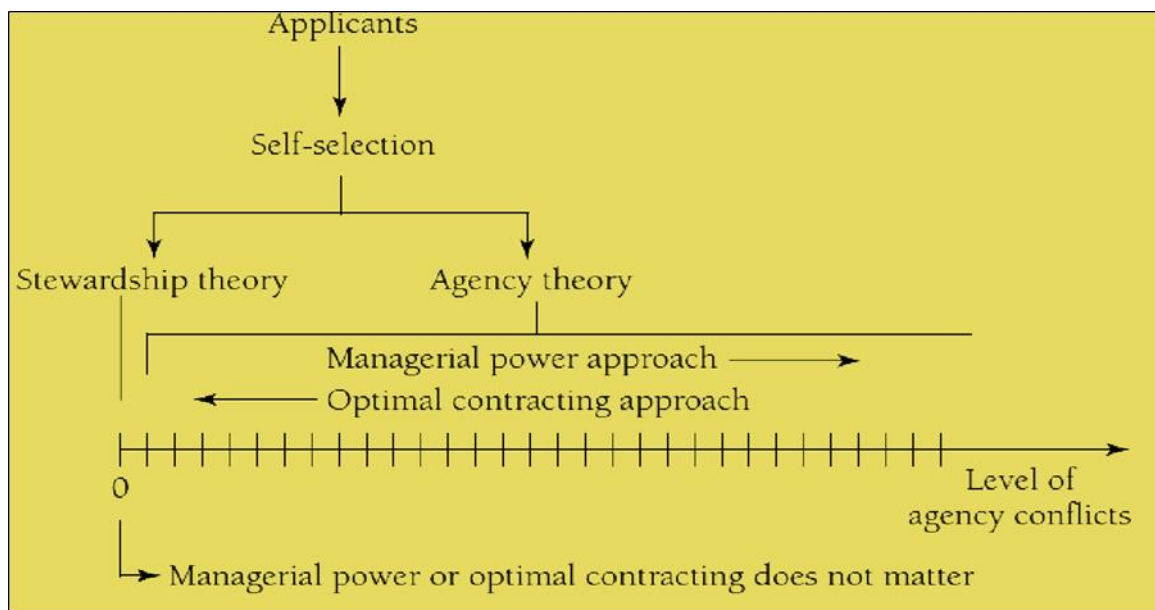 Applicants
Self-selection
Stewardship theory
Agency theory
Managerial power approach
Optimal contracting approach
0
Level of
agency conflicts
Managerial power or optimal contracting does not matter